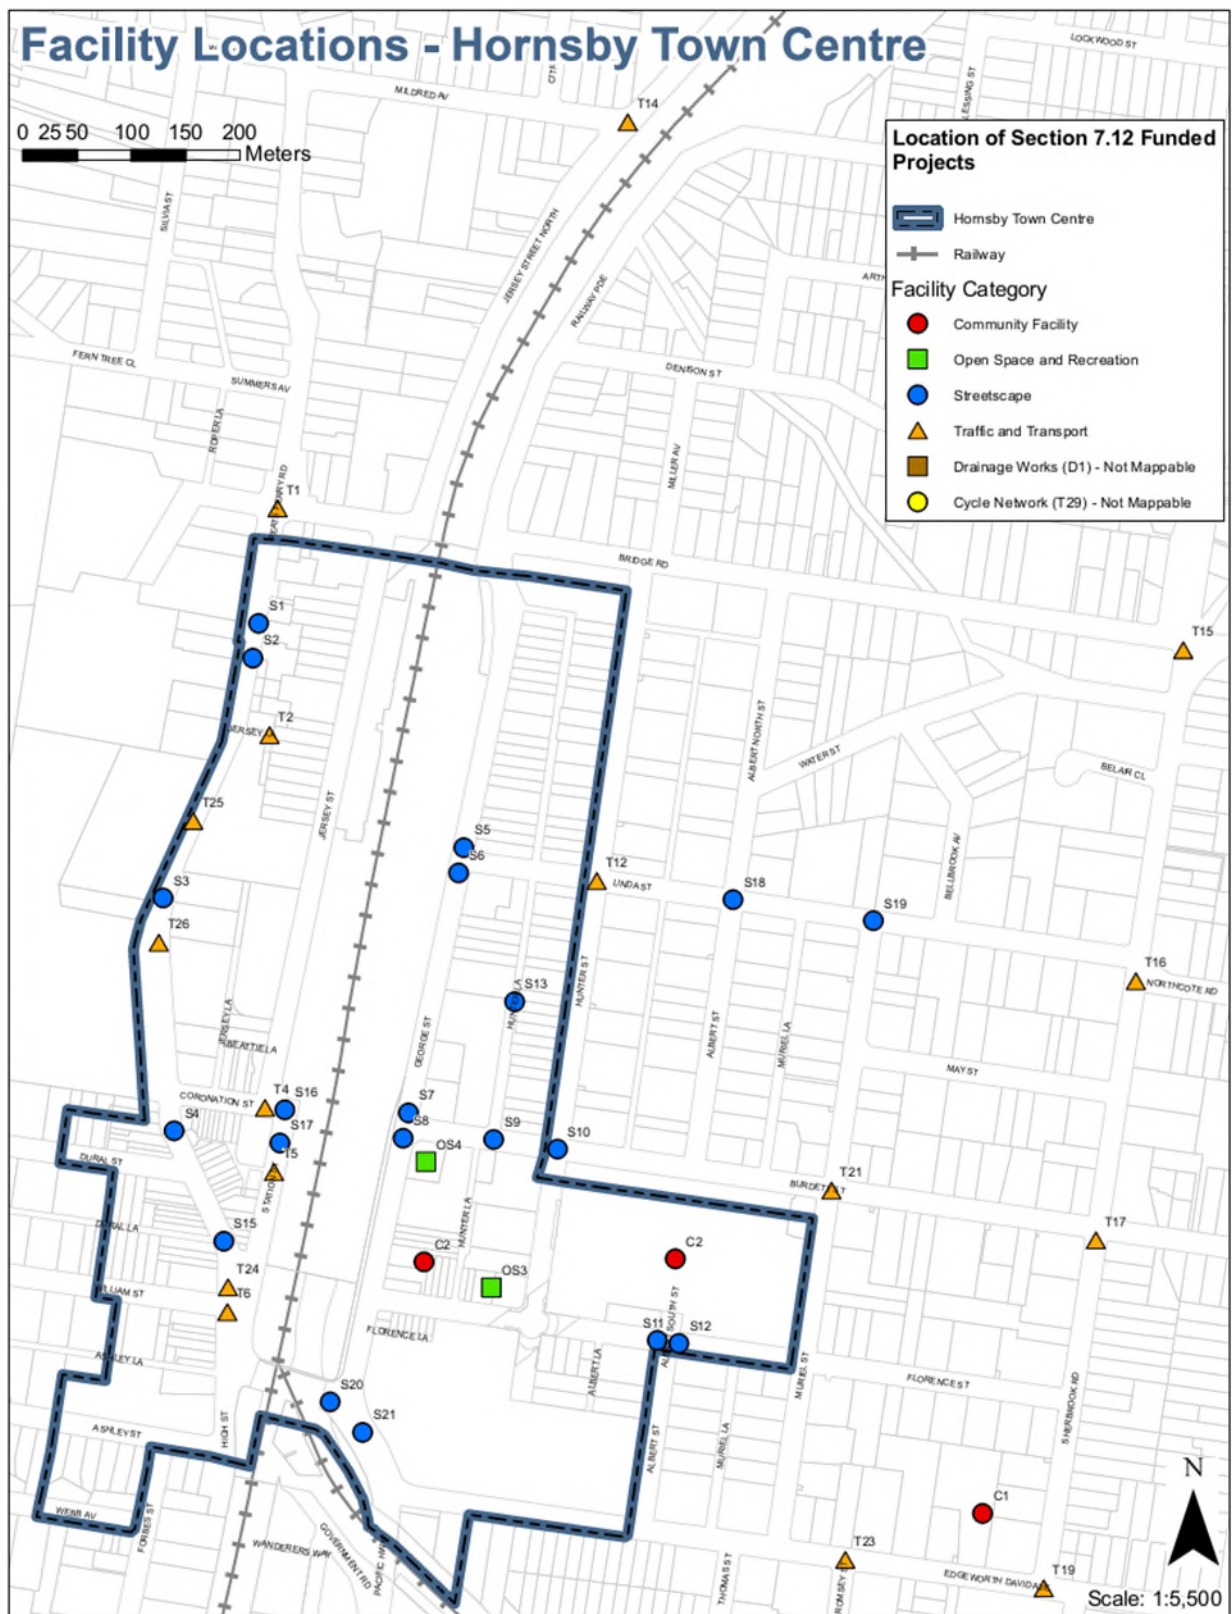 Facility Locations - Hornsby Town Centre
LOCKWOOD ST
MILDRED AV
T14
0 25 50 100 150 200
Meters
Location of Section 7.12 Funded
Projects
Hornsby Town Centre
Railway
Facility Category
Community Facility
Open Space and Recreation
Streetscape
Traffic and Transport
Drainage Works (D1) - Not Mappable
Cycle Network (T29) - Not Mappable
SILVIA ST
JERSEY STREET NORTH
RAILWAY PDE
FERN TREE CL
SUMMERS AV
DENISON ST
ROPER LA
MILLER AV
T1
BRIDGE RD
S1
S2
T15
T2
ALBERT NORTH ST
WATER ST
BELAIR CL
JERSEY ST
T25
S5
S6
BELLBROOK AV
T12
LINDA ST
S3
S18
S19
T26
T16
NORTHCOTE RD
HUNTER ST
S13
JERSEY LA
BEATTIE LA
GEORGE ST
ALBERT ST
MURIEL LA
MAY ST
CORONATION ST
T4
S16
S7
S4
S17
S8
S9
S10
T5
OS4
DURAL ST
BURDETT ST
T21
HUNTER LA
DURAL LA
S15
T17
C2
C2
T24
OS3
T6
S11
S12
FLORENCE LA
ASHLEY LA
ALBERT LA
MURIEL ST
FLORENCE ST
S20
SHERBROOK RD
S21
ASHLEY ST
HIGH ST
ALBERT ST
MURIEL LA
N
C1
WEBB AV
FORBES ST
WANDERERS WAY
GOVERNMENT RD
T23
THOMAS ST
T19
Scale: 1:5,500